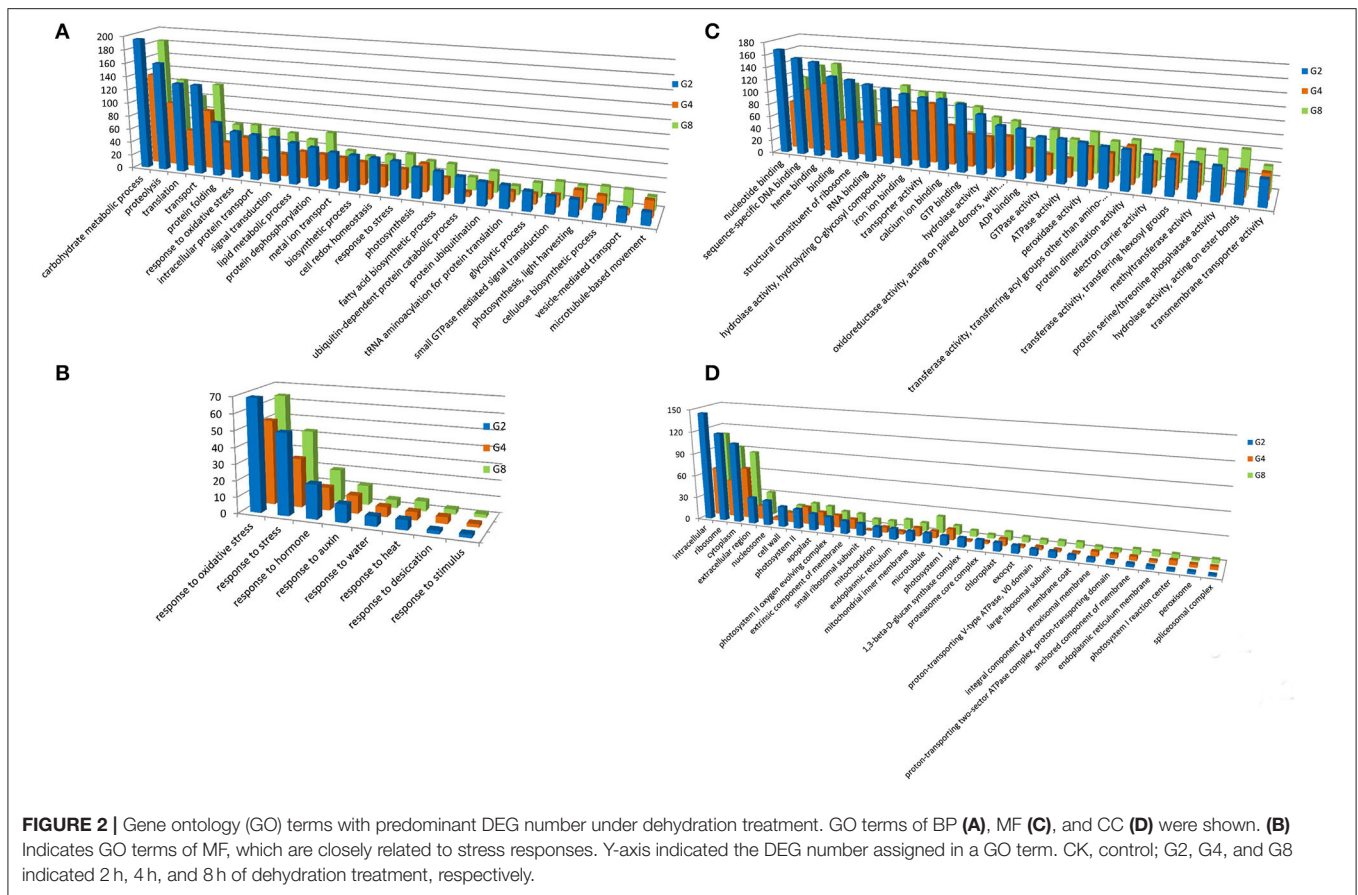 A
200
180
160
140
120
100
80
60
40
20
0
G2
G4
G8
carbohydrate metabolic process
proteolysis
translation
transport
protein folding
response to oxidative stress
intracellular protein transport
signal transduction
lipid metabolic process
protein dephosphorylation
metal ion transport
biosynthetic process
cell redox homeostasis
response to stress
photosynthesis
fatty acid biosynthetic process
ubiquitin-dependent protein catabolic process
protein ubiquitination
tRNA aminoacylation for protein translation
glycolytic process
small GTPase mediated signal transduction
photosynthesis, light harvesting
cellulose biosynthetic process
vesicle-mediated transport
microtubule-based movement
C
180
160
140
120
100
80
60
40
20
0
G2
G4
G8
nucleotide binding
sequence-specific DNA binding
heme binding
binding
structural constituent of ribosome
RNA binding
hydrolase activity, hydrolyzing O-glycosyl compounds
iron ion binding
transporter activity
calcium ion binding
GTP binding
hydrolase activity
oxidoreductase activity, acting on paired donors, with...
ADP binding
GTPase activity
ATPase activity
peroxidase activity
transferase activity, transferring acyl groups other than amino-...
protein dimerization activity
electron carrier activity
transferase activity, transferring hexosyl groups
methyltransferase activity
protein serine/threonine phosphatase activity
hydrolase activity, acting on ester bonds
transmembrane transporter activity
B
70
60
50
40
30
20
10
0
G2
G4
G8
response to oxidative stress
response to stress
response to hormone
response to auxin
response to water
response to heat
response to desiccation
response to stimulus
D
150
120
90
60
30
0
G2
G4
G8
intracellular
ribosome
cytoplasm
extracellular region
nucleosome
cell wall
photosystem II
apoplast
photosystem II oxygen evolving complex
extrinsic component of membrane
small ribosomal subunit
mitochondrion
endoplasmic reticulum
mitochondrial inner membrane
microtubule
photosystem I
1,3-beta-D-glucan synthase complex
proteasome core complex
chloroplast
exocyst
proton-transporting V-type ATPase, V0 domain
large ribosomal subunit
membrane coat
integral component of peroxisomal membrane
proton-transporting two-sector ATPase complex, proton-transporting domain
anchored component of membrane
endoplasmic reticulum membrane
photosystem I reaction center
peroxisome
spliceosomal complex
FIGURE 2 | Gene ontology (GO) terms with predominant DEG number under dehydration treatment. GO terms of BP (A), MF (C), and CC (D) were shown. (B)
Indicates GO terms of MF, which are closely related to stress responses. Y-axis indicated the DEG number assigned in a GO term. CK, control; G2, G4, and G8
indicated 2 h, 4 h, and 8 h of dehydration treatment, respectively.